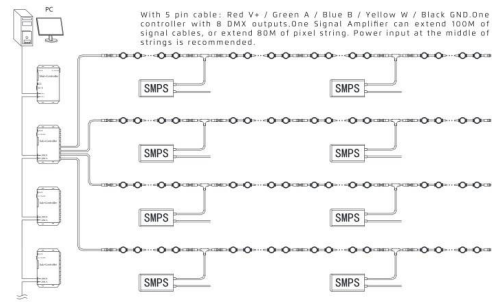 PC
With 5 pin cable: Red V+ / Green A / Blue B / Yellow W / Black GND.One
controller with 8 DMX outputs,One Signal Amplifier can extend 100M of
signal cables, or extend 80M of pixel string. Power input at the middle of
strings is recommended.
SMPS
SMPS
SMPS
SMPS
SMPS
SMPS
SMPS
SMPS